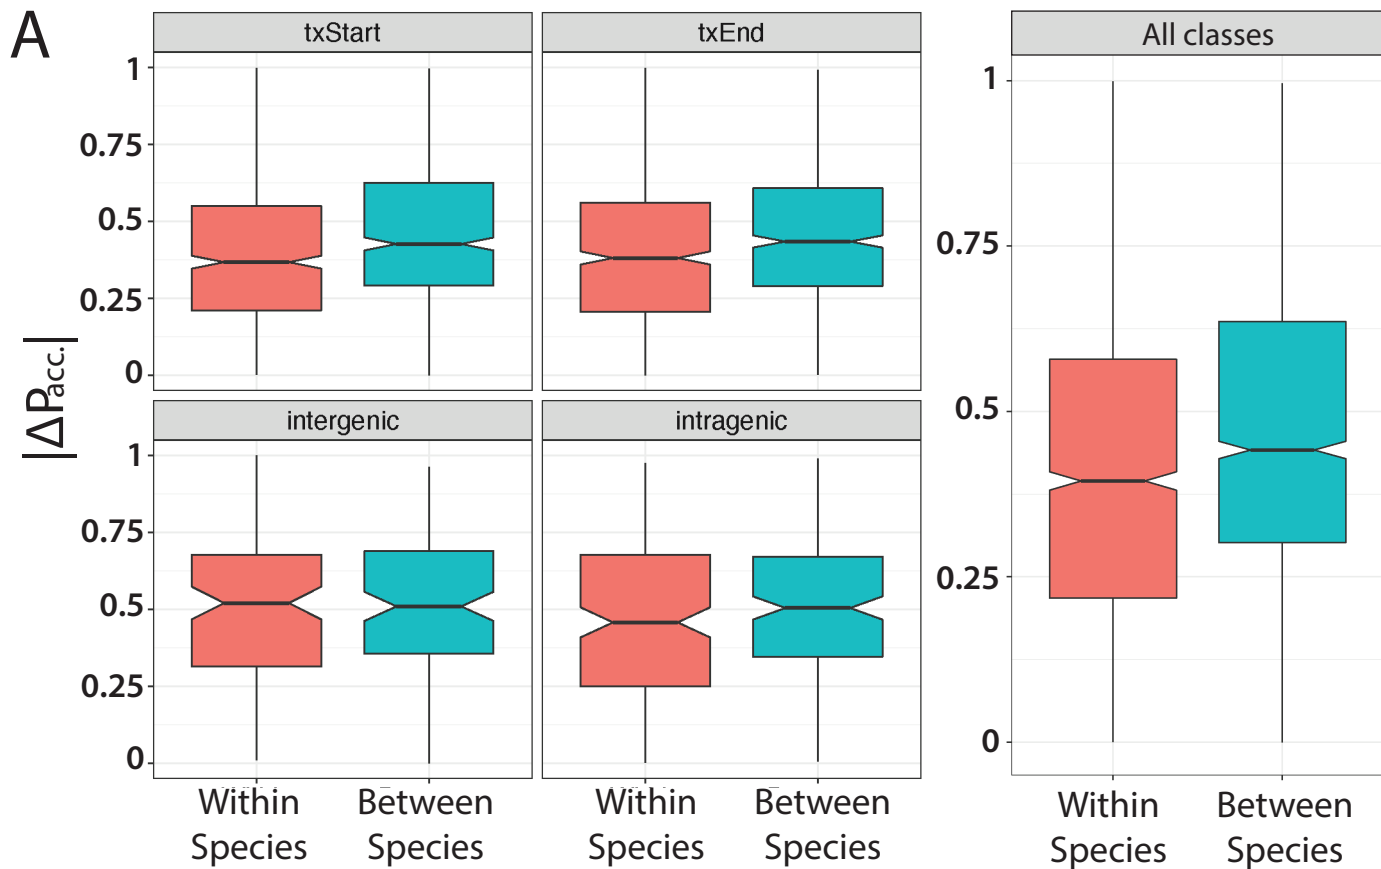 A
txStart
txEnd
All classes
1
0.75
0.5
0.25
0
1
0.75
0.5
0.25
0
|ΔPacc.|
intergenic
intragenic
1
0.75
0.5
0.25
0
Within
Species
Between
Species
Within
Species
Between
Species
Within
Species
Between
Species